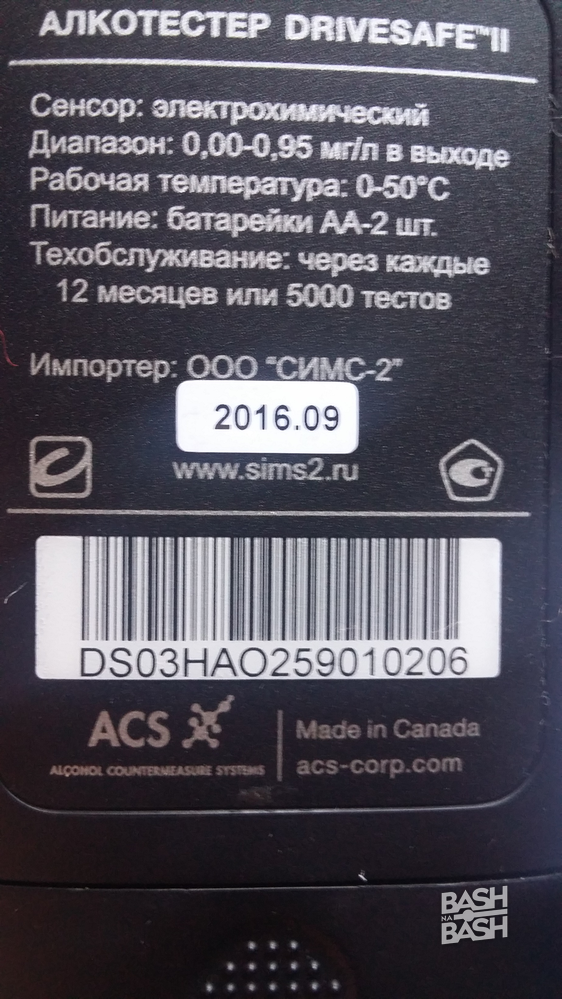 АЛКОТЕСТЕР DRIVESAFE™II
Сенсор: электрохимический
Диапазон: 0,00-0,95 мг/л в выходе
Рабочая температура: 0-50°C
Питание: батарейки АА-2 шт.
Техобслуживание: через каждые
12 месяцев или 5000 тестов
Импортер: ООО "СИМС-2"
2016.09
www.sims2.ru
DS03HAO259010206
ACS
ALCOHOL COUNTERMEASURE SYSTEMS
Made in Canada
acs-corp.com
BASH
NA
BASH